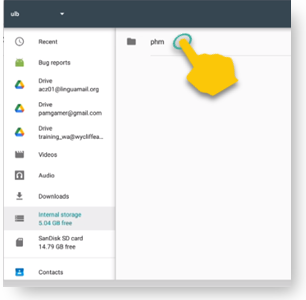 ulb
Recent
Bug reports
Drive
acz01@linguamail.org
Drive
pamgamer@gmail.com
Drive
training_wa@wycliffea...
Videos
Audio
Downloads
Internal storage
5.04 GB free
SanDisk SD card
14.79 GB free
Contacts
phm